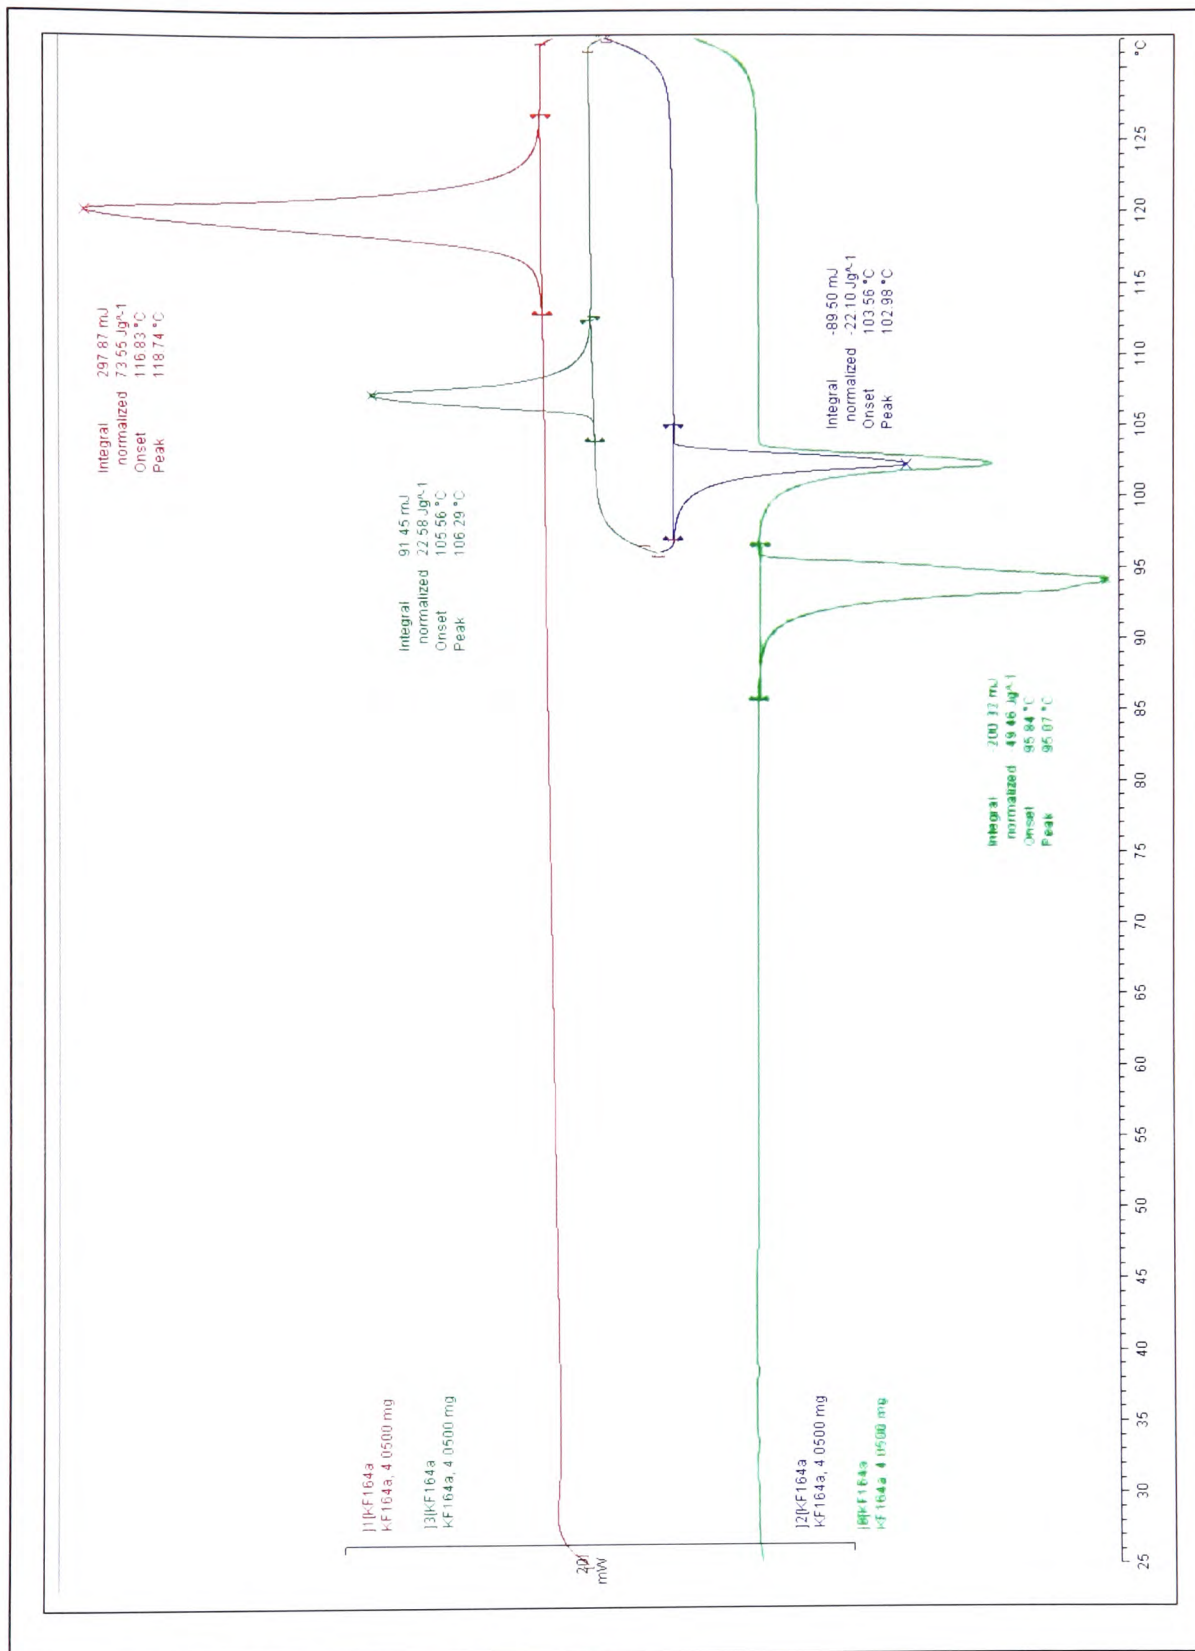 Integral 297.87 mJ
normalized 73.55 Jg^-1
Onset 116.83 °C
Peak 118.74 °C
Integral 91.45 mJ
normalized 22.58 Jg^-1
Onset 105.56 °C
Peak 106.29 °C
Integral -89.50 mJ
normalized -22.10 Jg^-1
Onset 103.56 °C
Peak 102.98 °C
Integral -200.32 mJ
normalized -49.46 Jg^-1
Onset 95.84 °C
Peak 95.07 °C
]1[KF164a
KF164a, 4.0500 mg
]3[KF164a
KF164a, 4.0500 mg
]2[KF164a
KF164a, 4.0500 mg
KF164a, 4.0500 mg
20
mW
25 30 35 40 45 50 55 60 65 70 75 80 85 90 95 100 105 110 115 120 125 °C